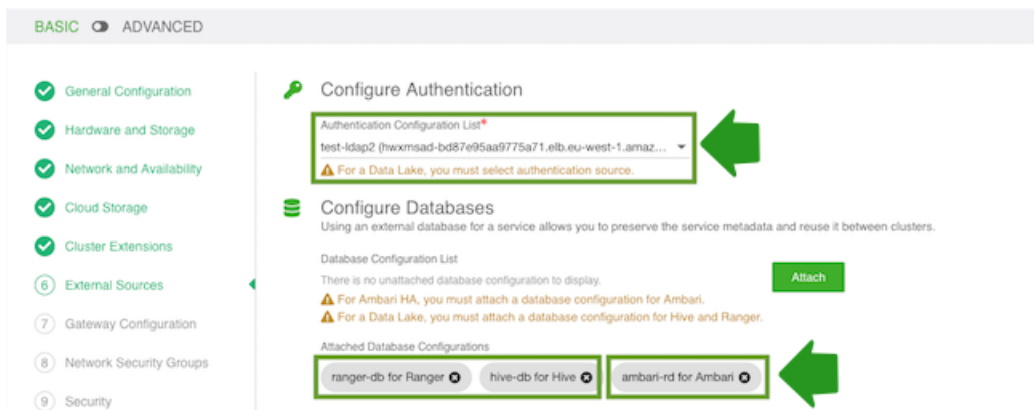 BASIC ADVANCED
General Configuration
Hardware and Storage
Network and Availability
Cloud Storage
Cluster Extensions
6 External Sources
7 Gateway Configuration
8 Network Security Groups
9 Security
Configure Authentication
Authentication Configuration List*
test-ldap2 (hwxmsad-bd87e95aa9775a71.elb.eu-west-1.amaz...
For a Data Lake, you must select authentication source.
Configure Databases
Using an external database for a service allows you to preserve the service metadata and reuse it between clusters.
Database Configuration List
There is no unattached database configuration to display.
Attach
For Ambari HA, you must attach a database configuration for Ambari.
For a Data Lake, you must attach a database configuration for Hive and Ranger.
Attached Database Configurations
ranger-db for Ranger hive-db for Hive ambari-rd for Ambari